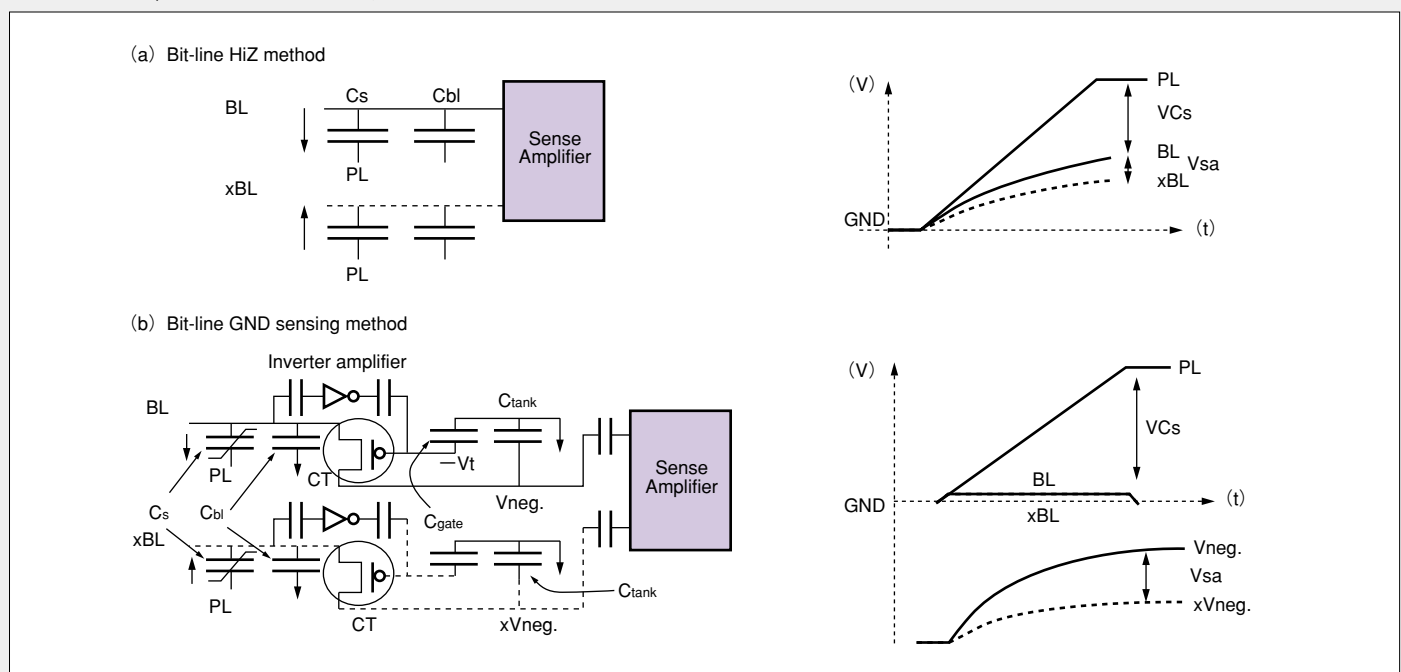 (a) Bit-line HiZ method
BL
Cs
Cbl
PL
xBL
PL
Sense
Amplifier
(V)
PL
VCs
BL
Vsa
xBL
GND
(t)
(b) Bit-line GND sensing method
Inverter amplifier
BL
Ctank
PL
CT
−Vt
Vneg.
Cs
Cbl
Cgate
xBL
PL
CT
Ctank
xVneg.
Sense
Amplifier
(V)
PL
VCs
BL
GND
xBL
(t)
Vneg.
Vsa
xVneg.